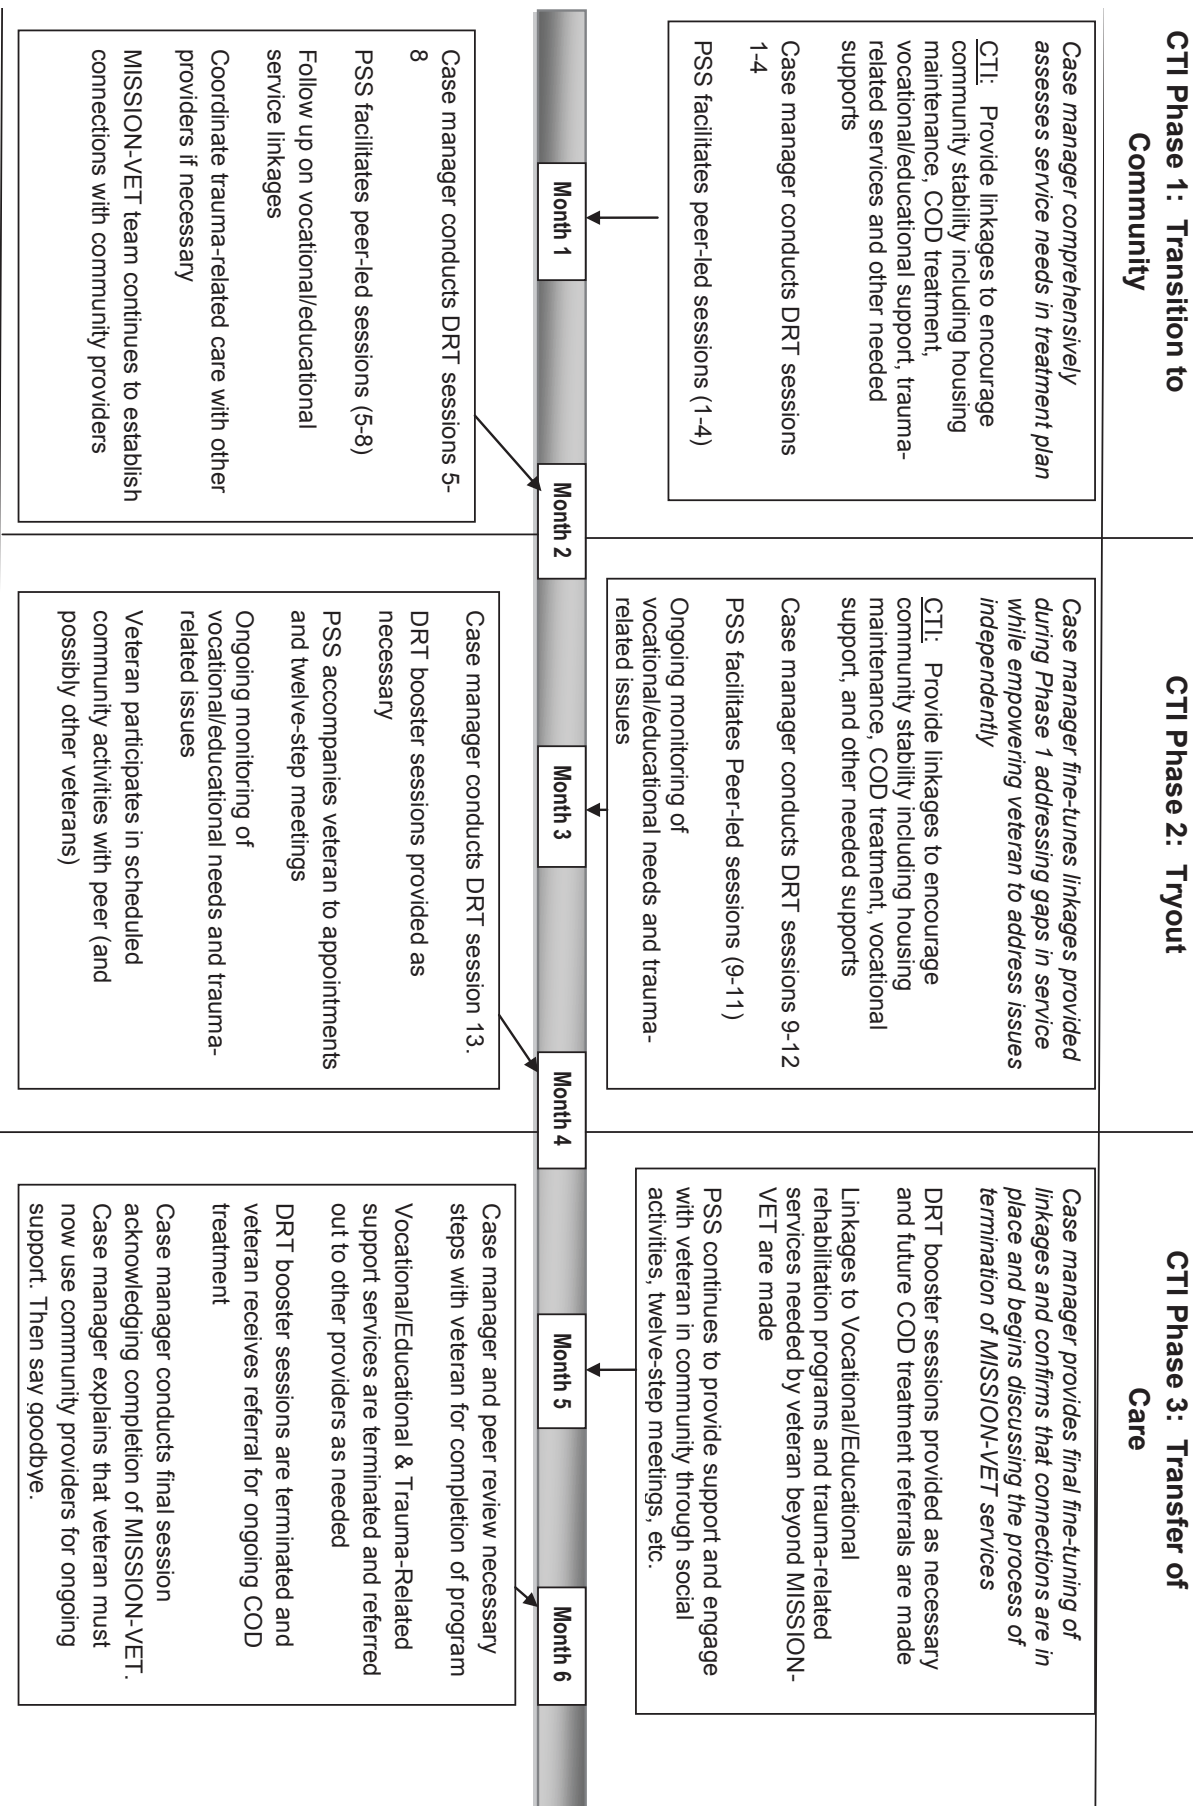 CTI Phase 1:  Transition to
Community
Case manager comprehensively
assesses service needs in treatment plan
CTI:  Provide linkages to encourage
community stability including housing
maintenance, COD treatment,
vocational/educational support, trauma-
related services and other needed
supports
Case manager conducts DRT sessions
1-4
PSS facilitates peer-led sessions (1-4)
Month 1
Case manager conducts DRT sessions 5-
8
PSS facilitates peer-led sessions (5-8)
Follow up on vocational/educational
service linkages
Coordinate trauma-related care with other
providers if necessary
MISSION-VET team continues to establish
connections with community providers
Month 2
CTI Phase 2:  Tryout
Case manager fine-tunes linkages provided
during Phase 1 addressing gaps in service
while empowering veteran to address issues
independently
CTI:  Provide linkages to encourage
community stability including housing
maintenance, COD treatment, vocational
support, and other needed supports
Case manager conducts DRT sessions 9-12
PSS facilitates Peer-led sessions (9-11)
Ongoing monitoring of
vocational/educational needs and trauma-
related issues
Month 3
Case manager conducts DRT session 13.
DRT booster sessions provided as
necessary
PSS accompanies veteran to appointments
and twelve-step meetings
Ongoing monitoring of
vocational/educational needs and trauma-
related issues
Veteran participates in scheduled
community activities with peer (and
possibly other veterans)
Month 4
CTI Phase 3:  Transfer of
Care
Case manager provides final fine-tuning of
linkages and confirms that connections are in
place and begins discussing the process of
termination of MISSION-VET services
DRT booster sessions provided as necessary
and future COD treatment referrals are made
Linkages to Vocational/Educational
rehabilitation programs and trauma-related
services needed by veteran beyond MISSION-
VET are made
PSS continues to provide support and engage
with veteran in community through social
activities, twelve-step meetings, etc.
Month 5
Case manager and peer review necessary
steps with veteran for completion of program
Vocational/Educational & Trauma-Related
support services are terminated and referred
out to other providers as needed
DRT booster sessions are terminated and
veteran receives referral for ongoing COD
treatment
Case manager conducts final session
acknowledging completion of MISSION-VET.
Case manager explains that veteran must
now use community providers for ongoing
support. Then say goodbye.
Month 6